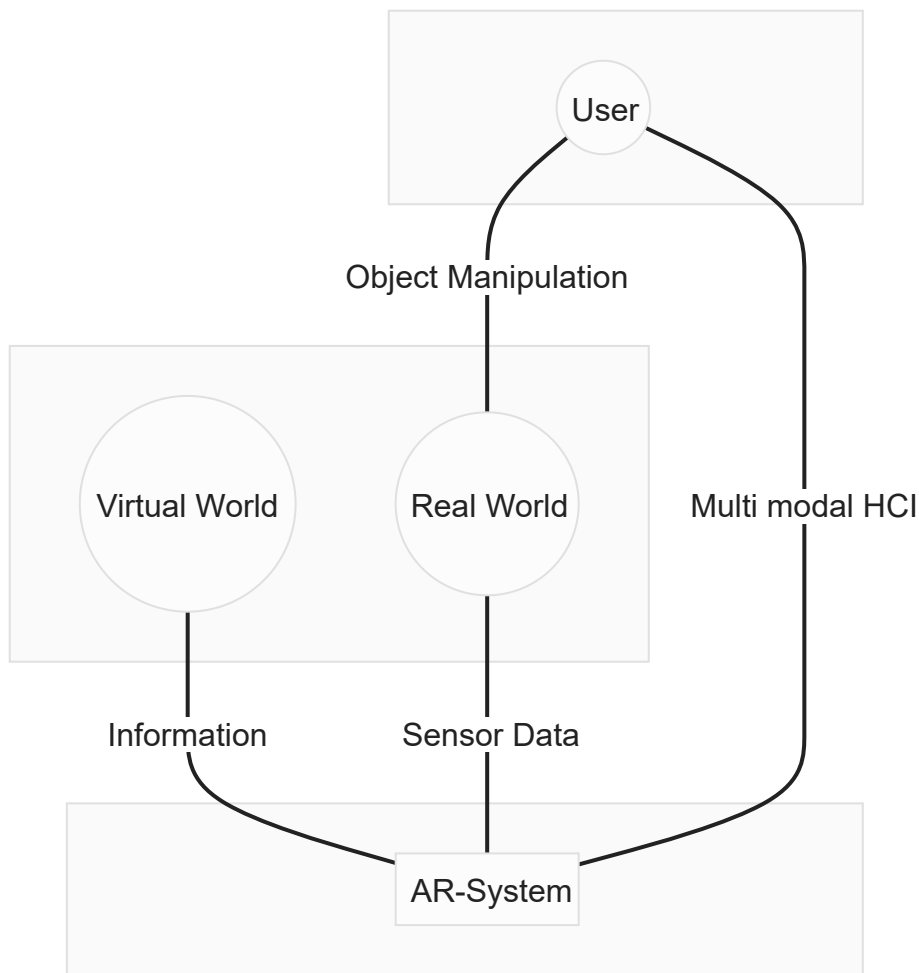 User
Object Manipulation
Virtual World
Real World
Multi modal HCI
Information
Sensor Data
AR-System